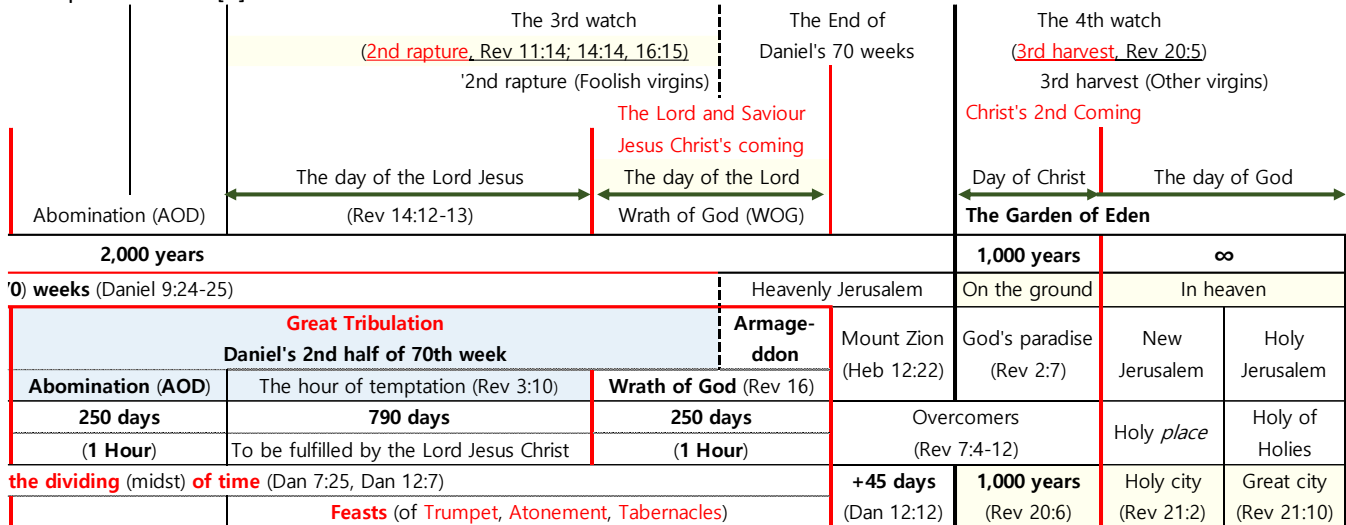 The 3rd watch
The End of
The 4th watch
(2nd rapture, Rev 11:14; 14:14, 16:15)
Daniel's 70 weeks
(3rd harvest, Rev 20:5)
'2nd rapture (Foolish virgins)
3rd harvest (Other virgins)
The Lord and Saviour
Christ's 2nd Coming
Jesus Christ's coming
The day of the Lord Jesus
The day of the Lord
Day of Christ
The day of God
Abomination (AOD)
(Rev 14:12-13)
Wrath of God (WOG)
The Garden of Eden
2,000 years
1,000 years
∞
0) weeks (Daniel 9:24-25)
Heavenly Jerusalem
On the ground
In heaven
Great Tribulation
Daniel's 2nd half of 70th week
Armage-
ddon
Mount Zion
(Heb 12:22)
God's paradise
(Rev 2:7)
New
Jerusalem
Holy
Jerusalem
Abomination (AOD)
The hour of temptation (Rev 3:10)
Wrath of God (Rev 16)
250 days
790 days
250 days
Overcomers
(Rev 7:4-12)
Holy place
Holy of
Holies
(1 Hour)
To be fulfilled by the Lord Jesus Christ
(1 Hour)
the dividing (midst) of time (Dan 7:25, Dan 12:7)
+45 days
(Dan 12:12)
1,000 years
(Rev 20:6)
Holy city
(Rev 21:2)
Great city
(Rev 21:10)
Feasts (of Trumpet, Atonement, Tabernacles)